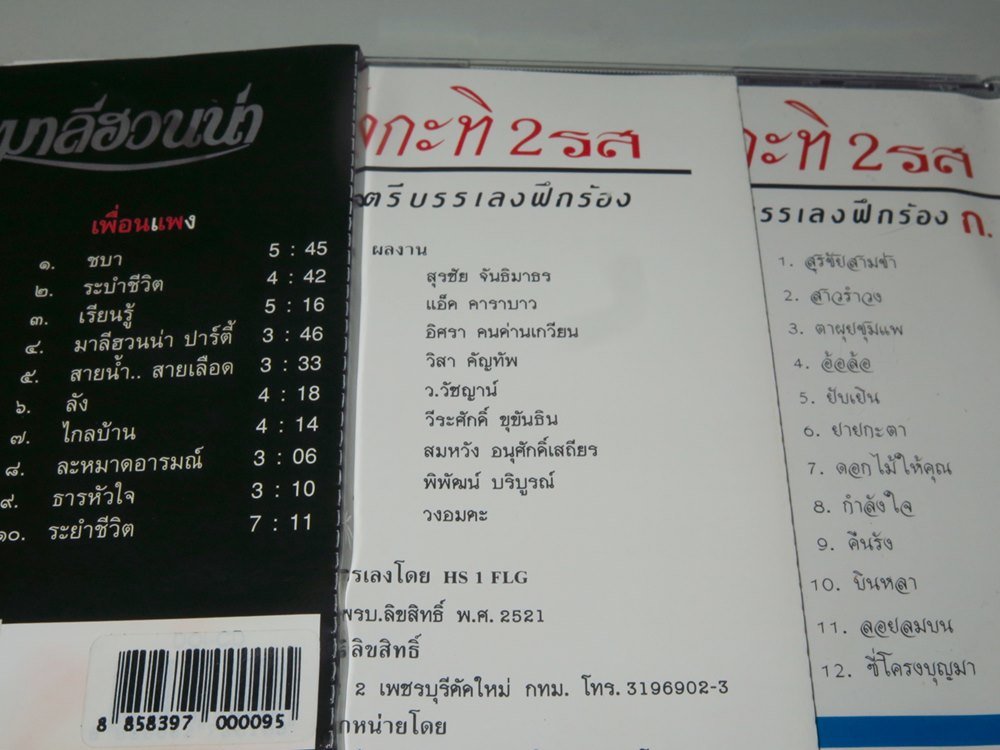 มาลีฮวนน่า
เพื่อนแพง
๑. ชบา 5 : 45
๒. ระบำชีวิต 4 : 42
๓. เรียนรู้ 5 : 16
๔. มาลีฮวนน่า ปาร์ตี้ 3 : 46
๕. สายน้ำ.. สายเลือด 3 : 33
๖. ลัง 4 : 18
๗. ไกลบ้าน 4 : 14
๘. ละหมาดอารมณ์ 3 : 06
๙. ธารหัวใจ 3 : 10
๑๐. ระยำชีวิต 7 : 11
8 858397 000095
กะทิ 2 รส
ตรีบรรเลงฝึกร้อง
ผลงาน
สุรชัย จันธิมาธร
แอ็ค คาราบาว
อิศรา คนด่านเกวียน
วิสา คัญทัพ
ว.วัชญาน์
วีระศักดิ์ ขุขันธิน
สมหวัง อนุศักดิ์เสถียร
พิพัฒน์ บริบูรณ์
วงอมตะ
รเลงโดย HS 1 FLG
พรบ.ลิขสิทธิ์ พ.ศ. 2521
ลิขสิทธิ์
2 เพชรบุรีตัดใหม่ กทม. โทร. 3196902-3
กหน่ายโดย
ะทิ 2 รส
รรเลงฝึกร้อง ก.
1. สุรชัยสามช่า
2. สาวรำวง
3. ตาผุยชุมแพ
4. อ้อล้อ
5. ยับเยิน
6. ยายกะตา
7. ดอกไม้ให้คุณ
8. กำลังใจ
9. คืนรัง
10. บินหลา
11. ลอยลมบน
12. ซี่โครงบุญมา